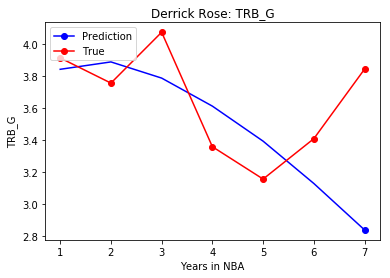 Derrick Rose: TRB_G
Prediction
True
4.0
3.8
3.6
3.4
3.2
3.0
2.8
TRB_G
1 2 3 4 5 6 7
Years in NBA